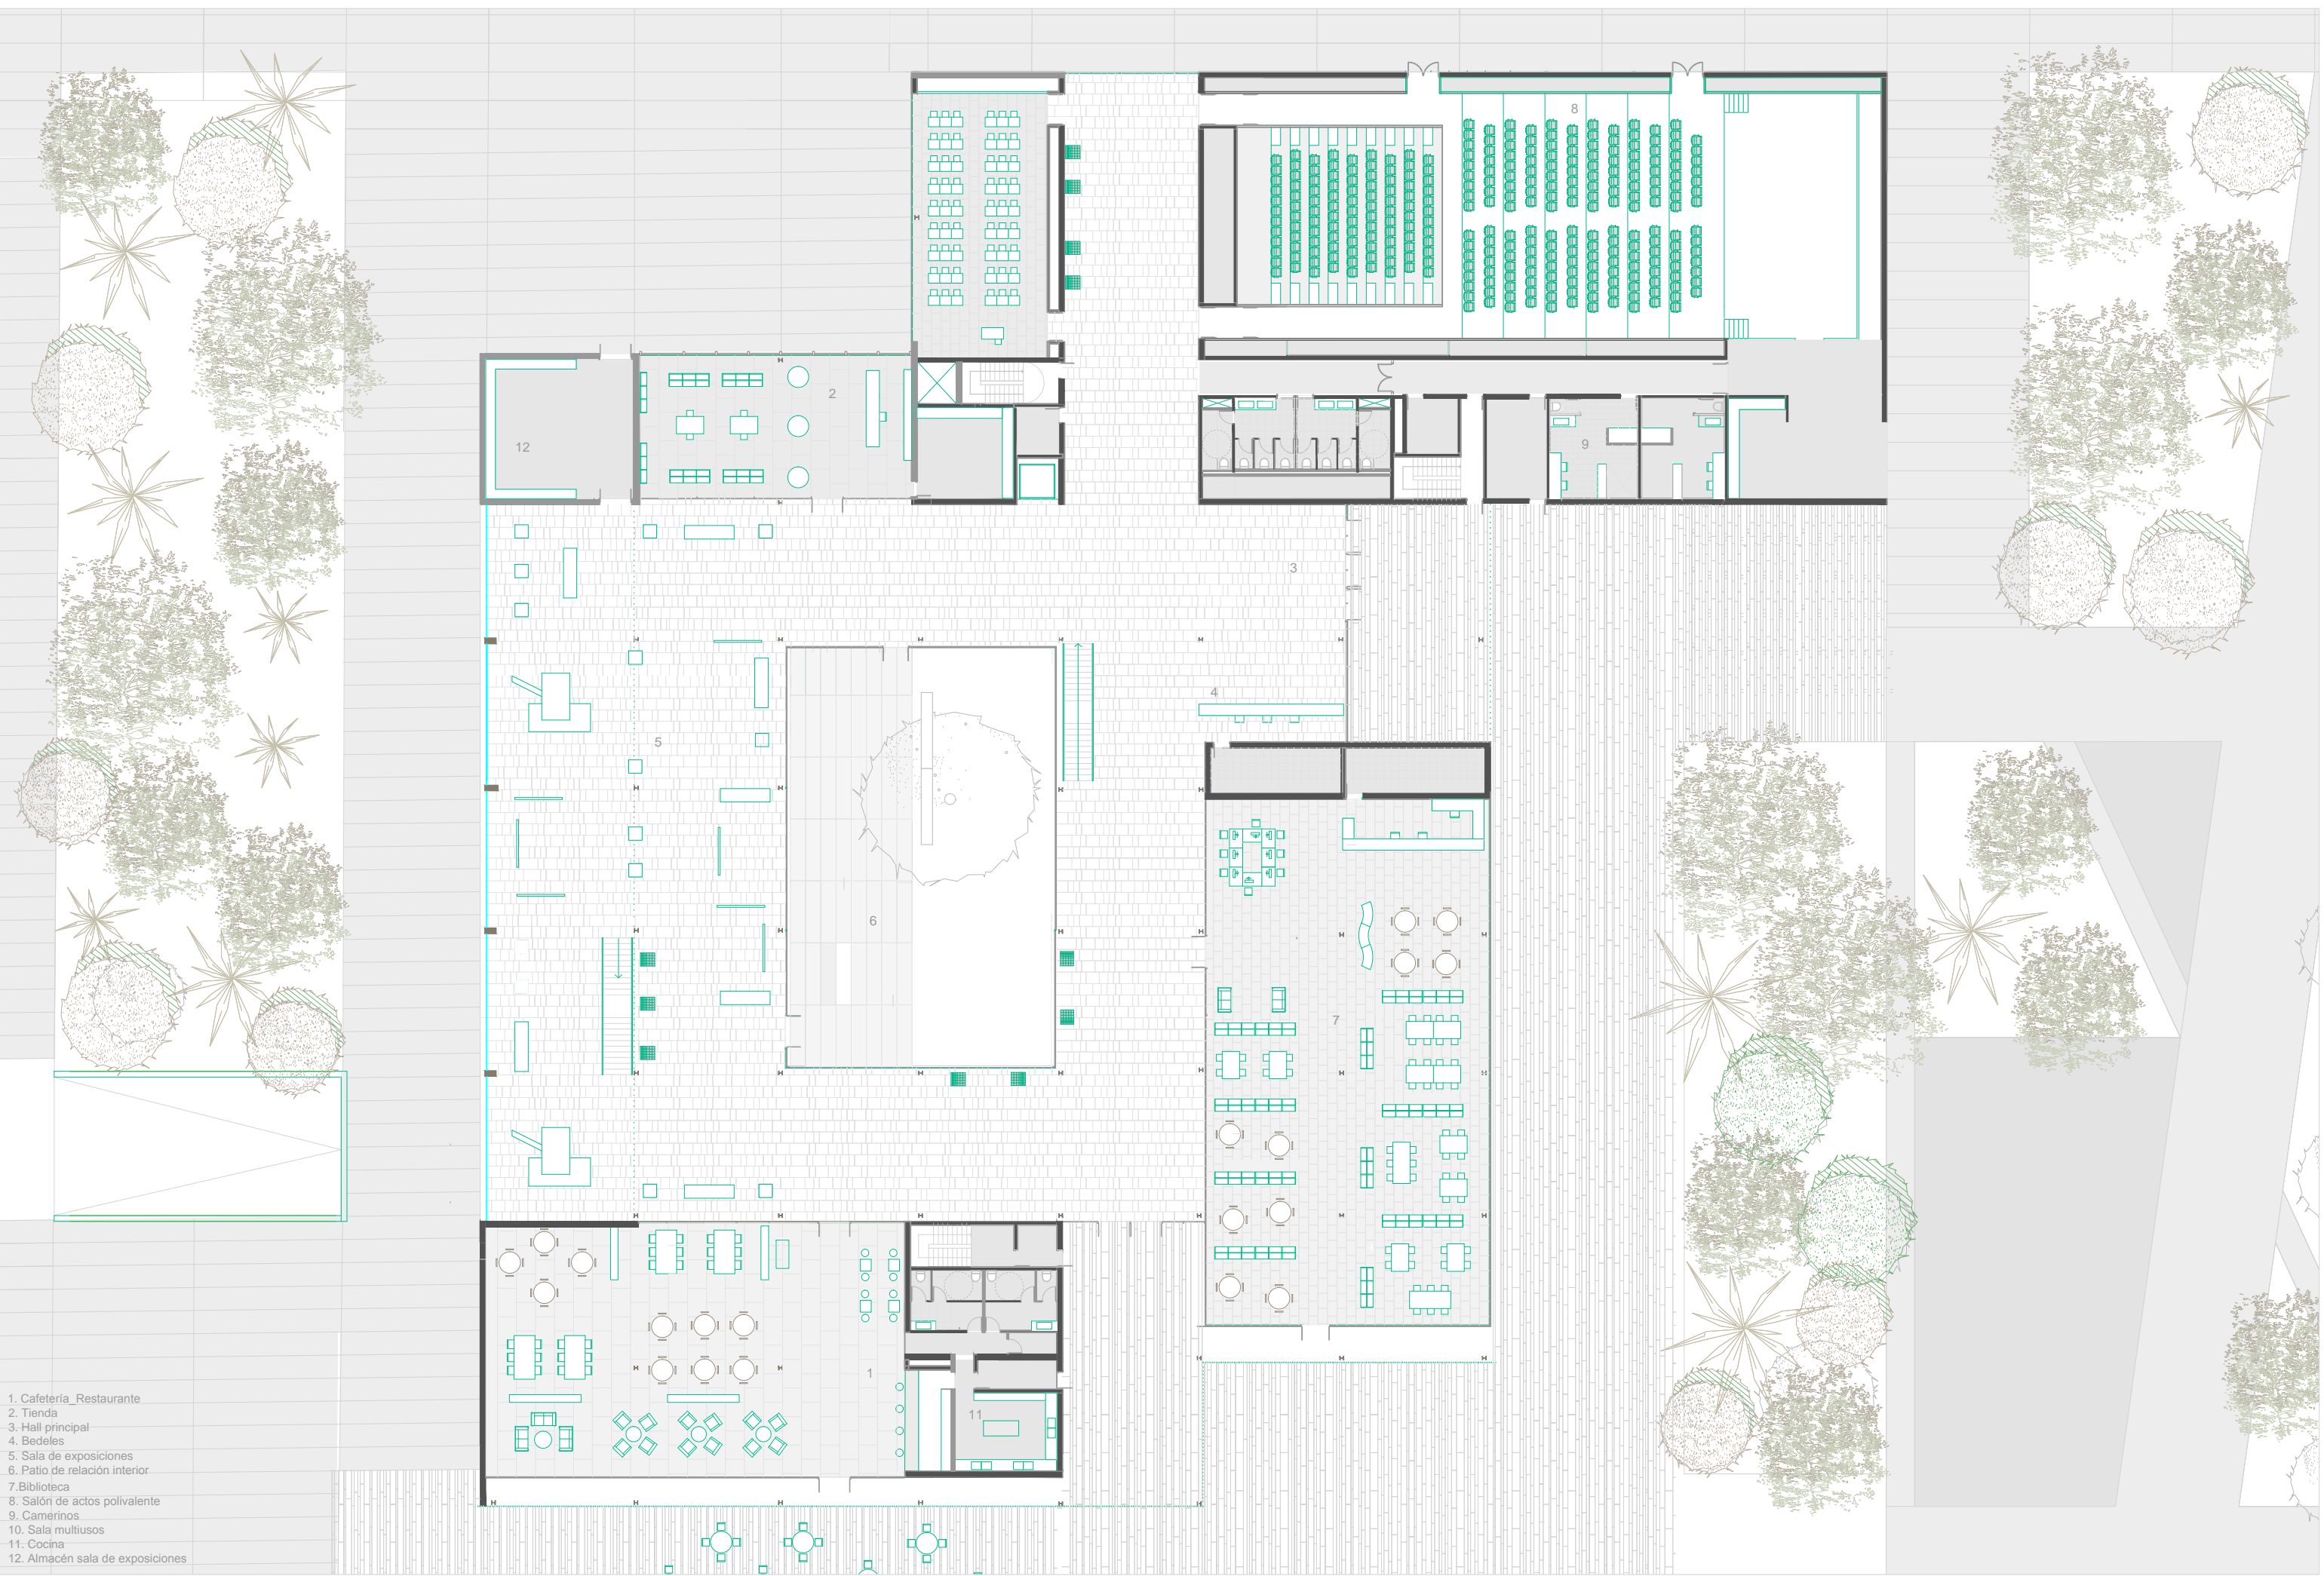 8
2
12
9
3
4
5
6
7
1
11
1. Cafetería_Restaurante
2. Tienda
3. Hall principal
4. Bedeles
5. Sala de exposiciones
6. Patio de relación interior
7.Biblioteca
8. Salón de actos polivalente
9. Camerinos
10. Sala multiusos
11. Cocina
12. Almacén sala de exposiciones